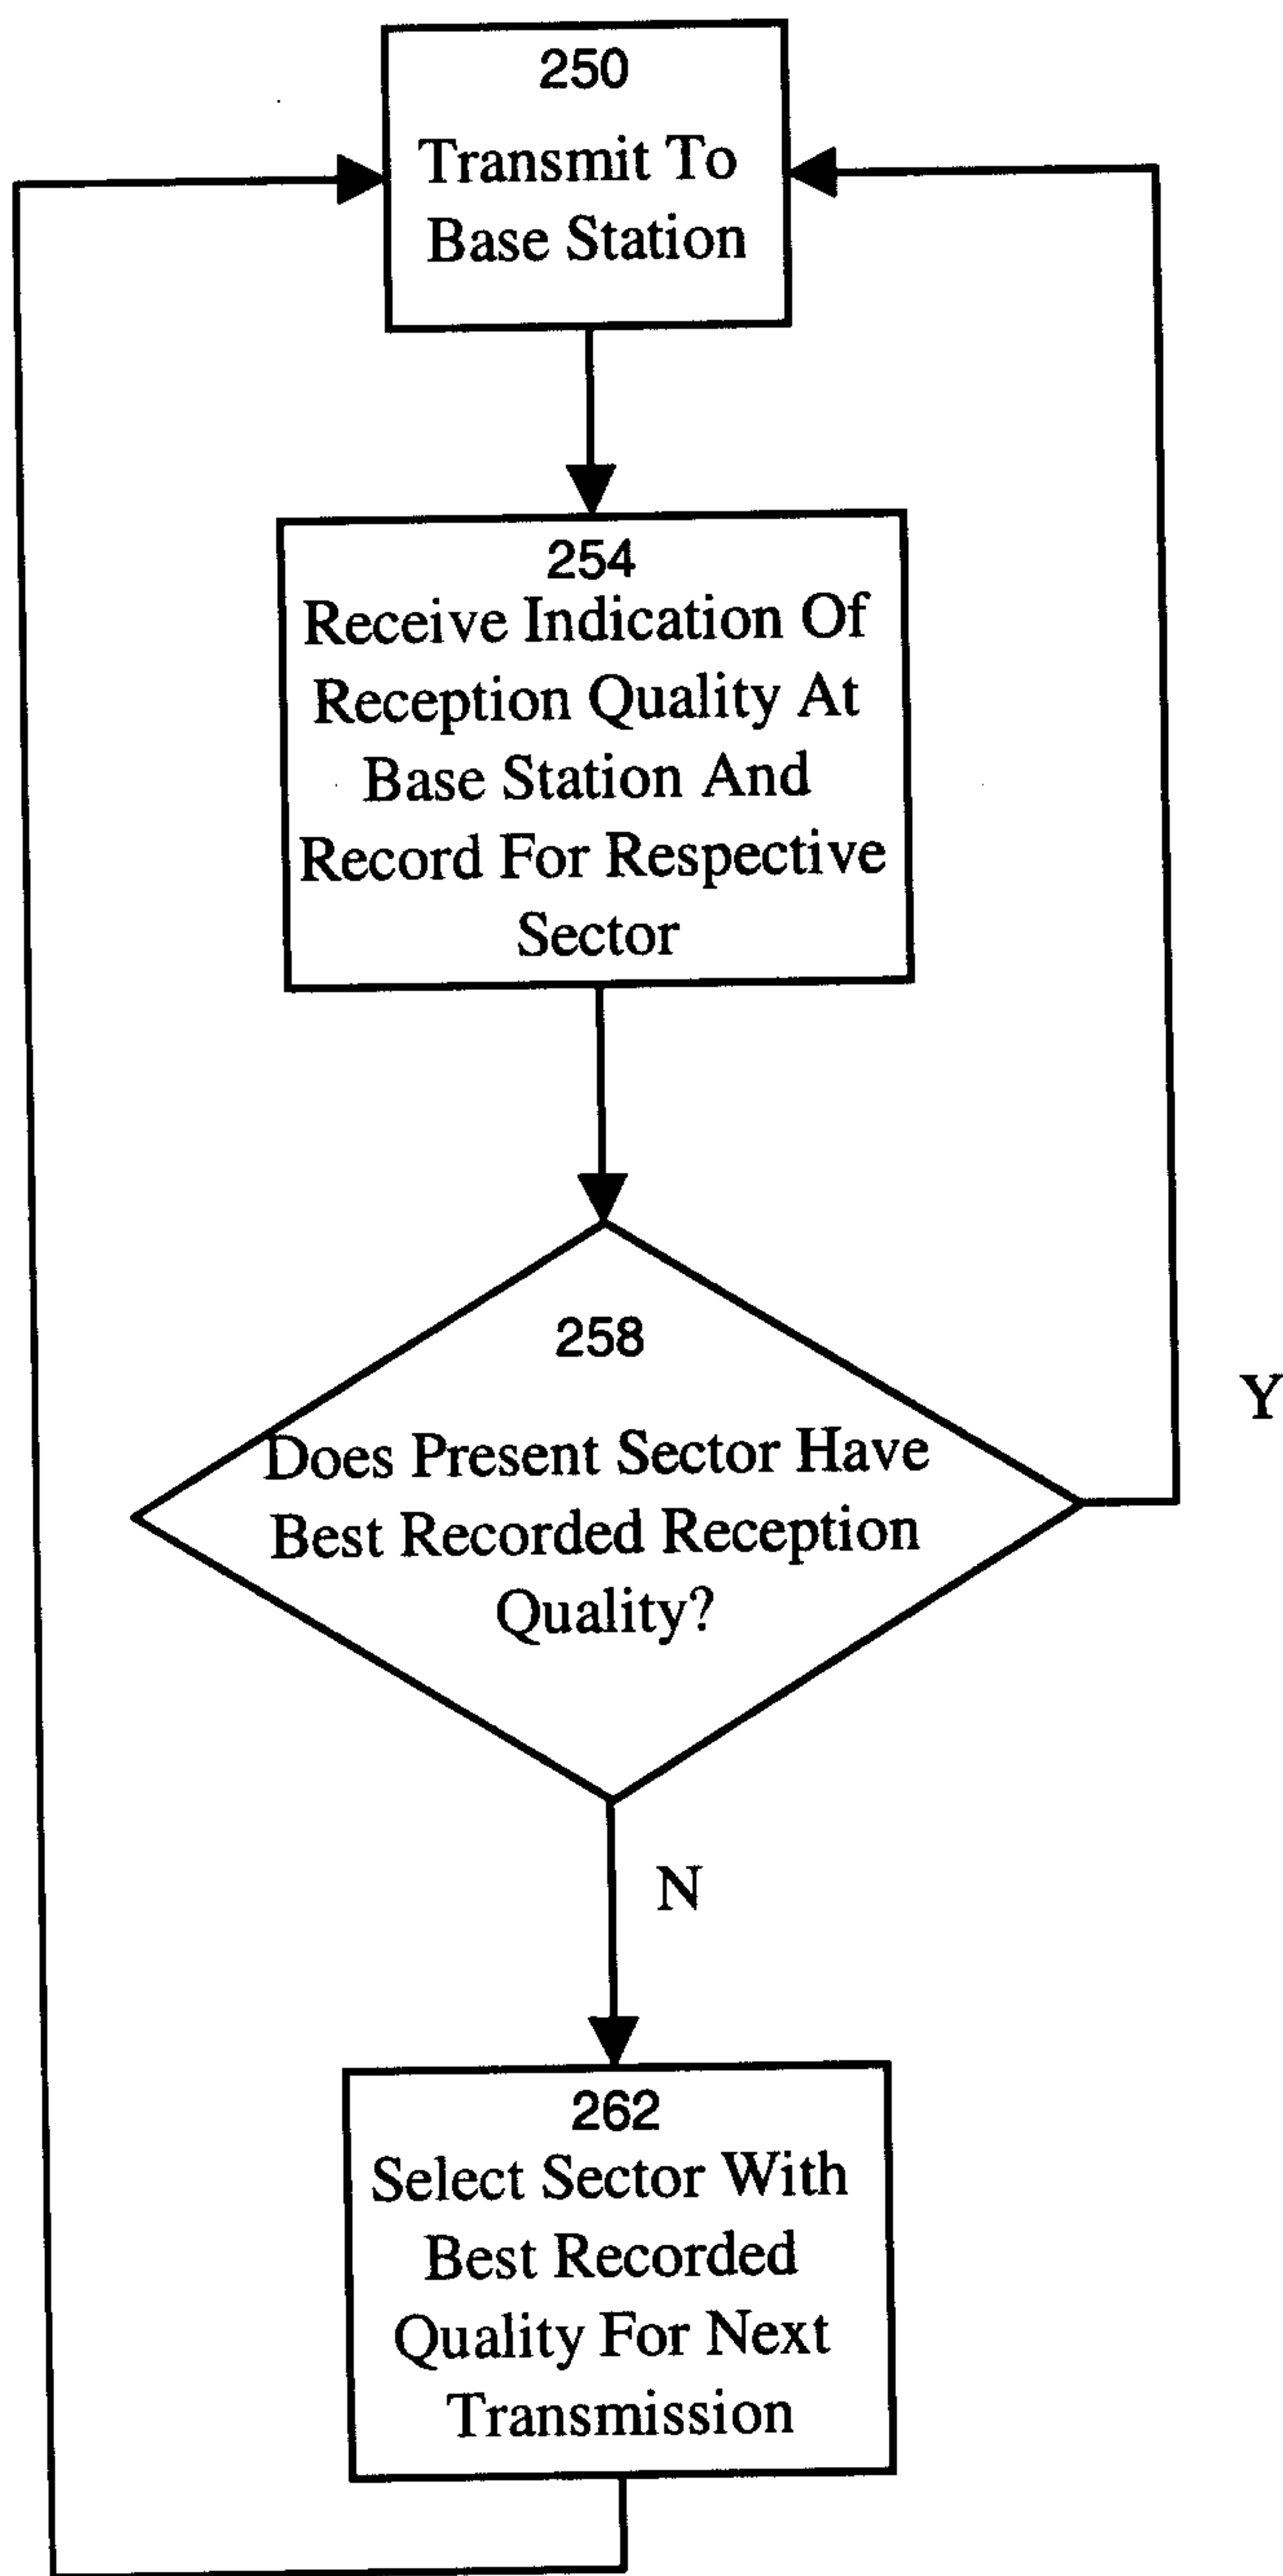 250
Transmit To
Base Station
254
Receive Indication Of
Reception Quality At
Base Station And
Record For Respective
Sector
258
Does Present Sector Have
Best Recorded Reception
Quality?
Y
N
262
Select Sector With
Best Recorded
Quality For Next
Transmission